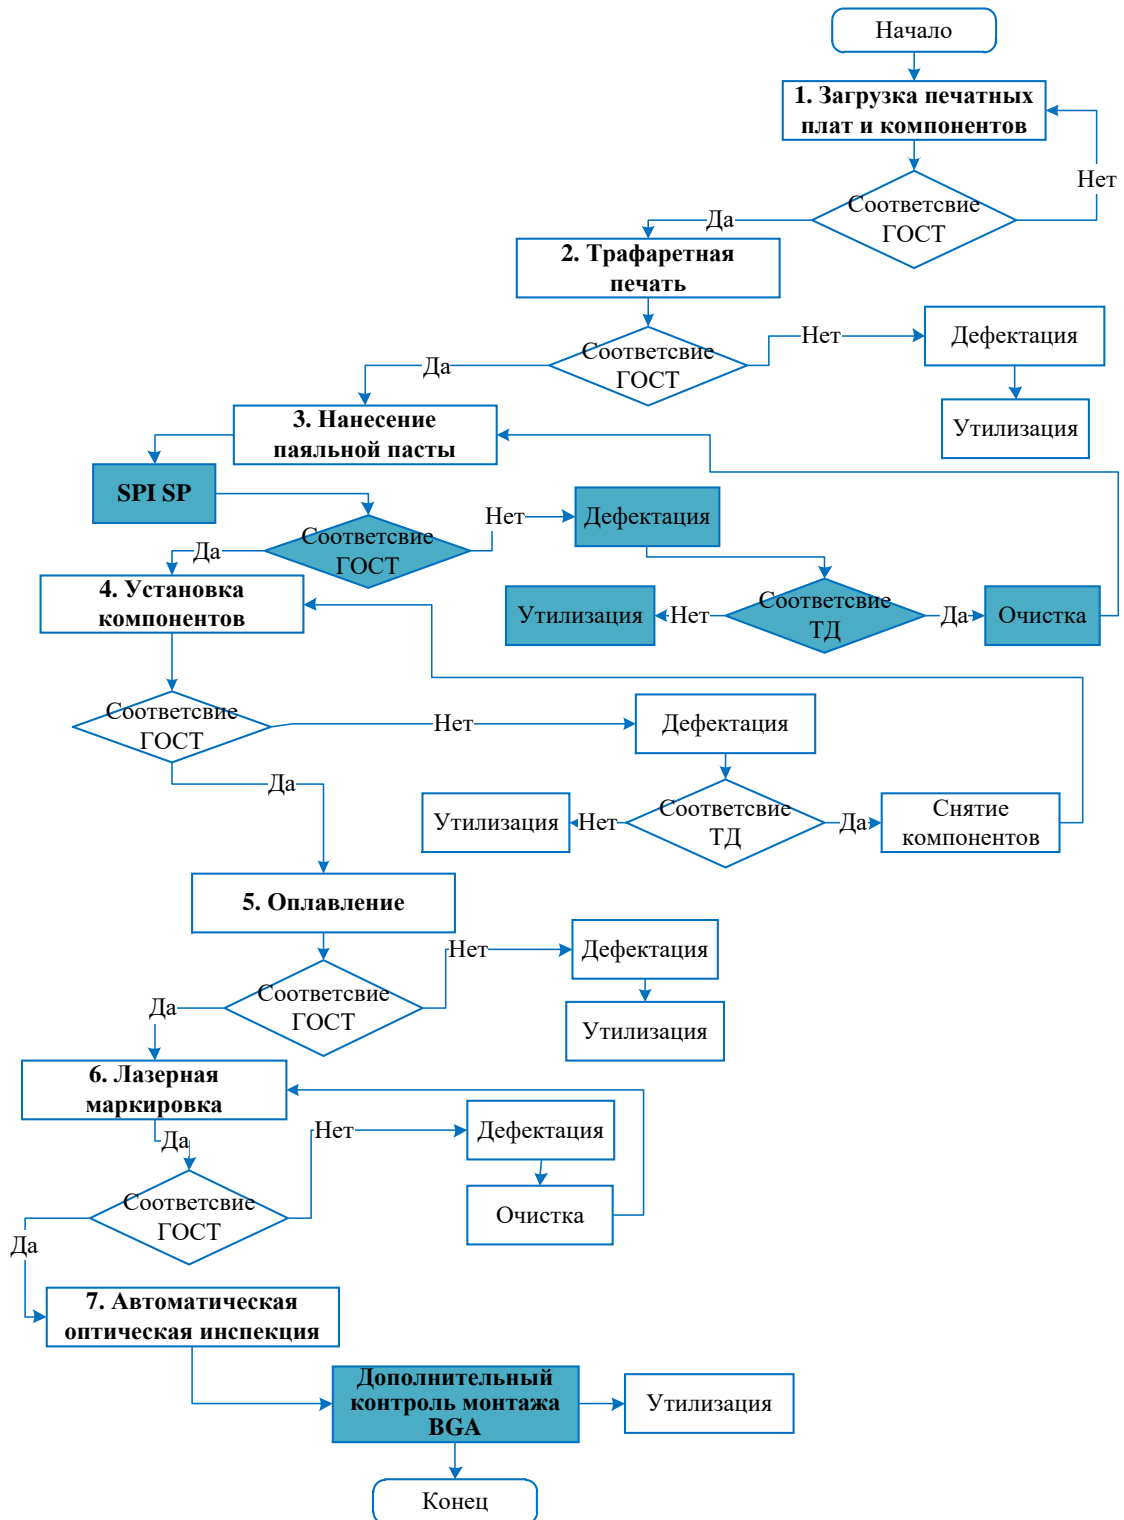 Начало
1. Загрузка печатных
плат и компонентов
Нет
Соответсвие
ГОСТ
Да
2. Трафаретная
печать
Соответсвие
ГОСТ
Нет
Дефектация
Да
Утилизация
3. Нанесение
паяльной пасты
SPI SP
Соответсвие
ГОСТ
Нет
Дефектация
Да
4. Установка
компонентов
Утилизация
Нет
Соответсвие
ТД
Да
Очистка
Соответсвие
ГОСТ
Нет
Дефектация
Да
Утилизация
Нет
Соответсвие
ТД
Да
Снятие
компонентов
5. Оплавление
Соответсвие
ГОСТ
Нет
Дефектация
Да
Утилизация
6. Лазерная
маркировка
Да
Нет
Дефектация
Соответсвие
ГОСТ
Очистка
Да
7. Автоматическая
оптическая инспекция
Дополнительный
контроль монтажа
BGA
Утилизация
Конец